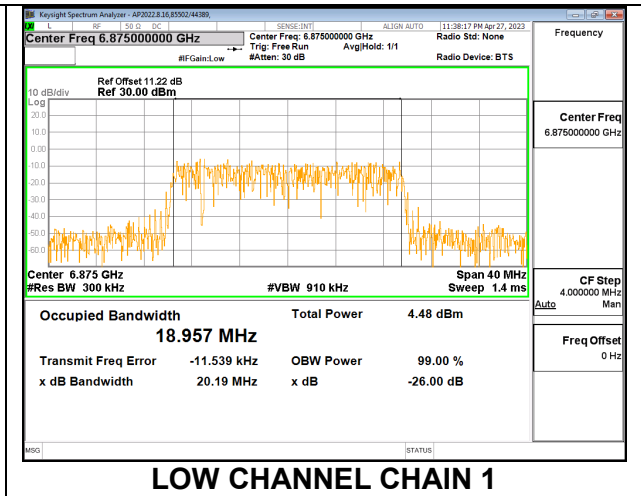 Keysight Spectrum Analyzer - AP2022.8.16,85502/44389,
L RF 50 Ω DC SENSE:INT ALIGN AUTO 11:38:17 PM Apr 27, 2023
Center Freq 6.875000000 GHz Center Freq: 6.875000000 GHz Radio Std: None Frequency
Trig: Free Run Avg|Hold: 1/1
#IFGain:Low #Atten: 30 dB Radio Device: BTS
Ref Offset 11.22 dB
10 dB/div Ref 30.00 dBm
Log
20.0
10.0
0.00
-10.0
-20.0
-30.0
-40.0
-50.0
-60.0
Center 6.875 GHz Span 40 MHz
#Res BW 300 kHz #VBW 910 kHz Sweep 1.4 ms
Occupied Bandwidth Total Power 4.48 dBm
18.957 MHz
Transmit Freq Error -11.539 kHz OBW Power 99.00 %
x dB Bandwidth 20.19 MHz x dB -26.00 dB
Center Freq
6.875000000 GHz
CF Step
4.000000 MHz
Auto Man
Freq Offset
0 Hz
MSG STATUS
LOW CHANNEL CHAIN 1